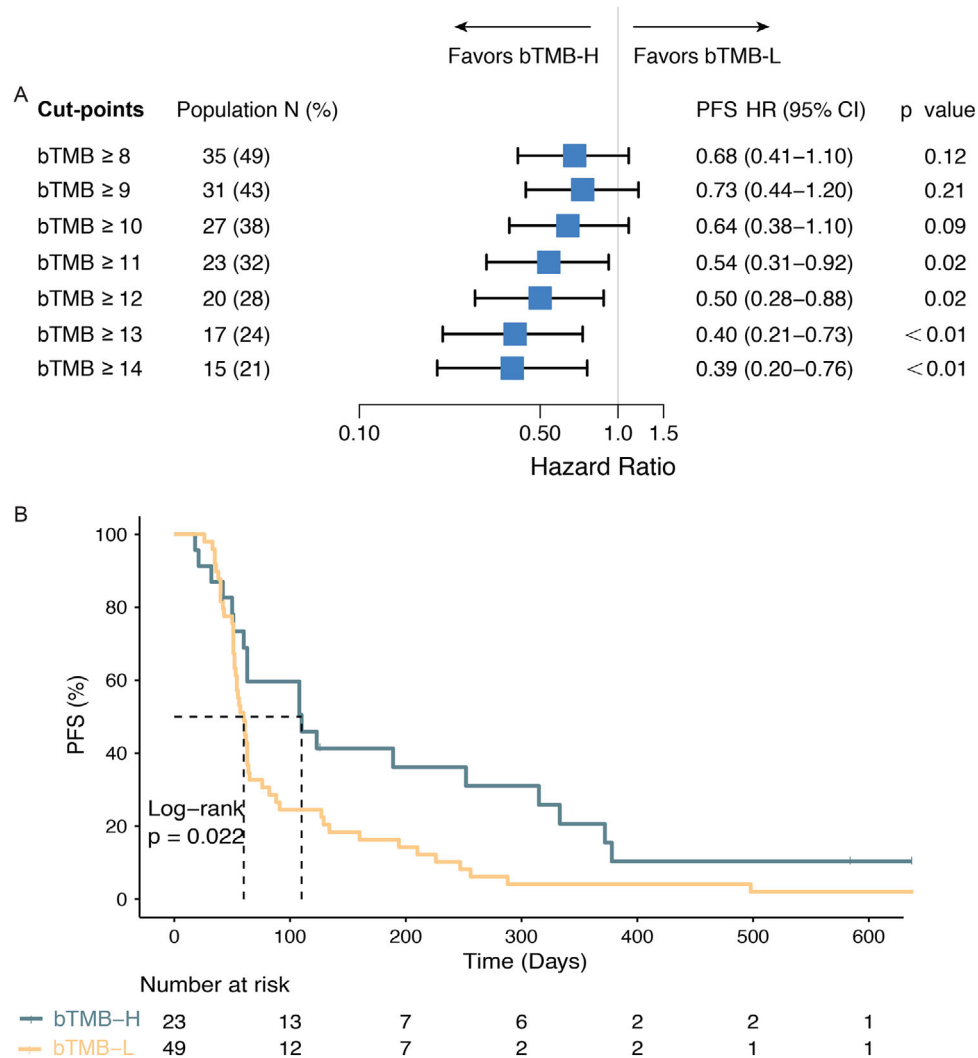 Favors bTMB-H Favors bTMB-L
A
Cut-points Population N (%) PFS HR (95% CI) p value
bTMB ≥ 8 35 (49) 0.68 (0.41–1.10) 0.12
bTMB ≥ 9 31 (43) 0.73 (0.44–1.20) 0.21
bTMB ≥ 10 27 (38) 0.64 (0.38–1.10) 0.09
bTMB ≥ 11 23 (32) 0.54 (0.31–0.92) 0.02
bTMB ≥ 12 20 (28) 0.50 (0.28–0.88) 0.02
bTMB ≥ 13 17 (24) 0.40 (0.21–0.73) <0.01
bTMB ≥ 14 15 (21) 0.39 (0.20–0.76) <0.01
0.10 0.50 1.0 1.5
Hazard Ratio
B
PFS (%)
100
80
60
40
20
0
Log–rank
p = 0.022
0 100 200 300 400 500 600
Time (Days)
Number at risk
bTMB–H 23 13 7 6 2 2 1
bTMB–L 49 12 7 2 2 1 1